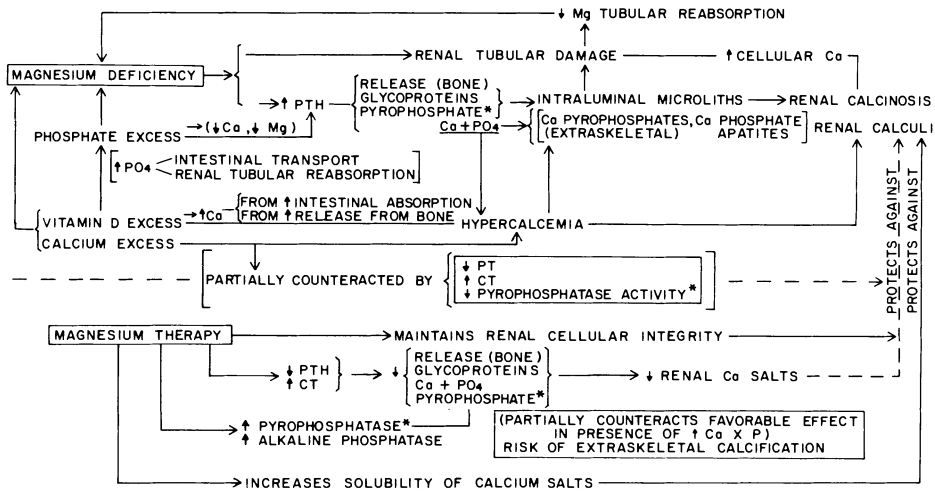 ↓ Mg TUBULAR REABSORPTION
RENAL TUBULAR DAMAGE
↑ CELLULAR Ca
MAGNESIUM DEFICIENCY
RELEASE (BONE)
↑ PTH
GLYCOPROTEINS
PYROPHOSPHATE*
Ca + PO4
INTRALUMINAL MICROLITHS
RENAL CALCINOSIS
PHOSPHATE EXCESS
(↓Ca, ↓ Mg)
Ca PYROPHOSPHATES, Ca PHOSPHATE
(EXTRASKELETAL) APATITES
RENAL CALCULI
↑ PO4
INTESTINAL TRANSPORT
RENAL TUBULAR REABSORPTION
VITAMIN D EXCESS
↑Ca
FROM ↑ INTESTINAL ABSORPTION
FROM ↑ RELEASE FROM BONE
HYPERCALCEMIA
CALCIUM EXCESS
PARTIALLY COUNTERACTED BY
↓ PT
↑ CT
↓ PYROPHOSPHATASE ACTIVITY*
PROTECTS AGAINST
PROTECTS AGAINST
MAGNESIUM THERAPY
MAINTAINS RENAL CELLULAR INTEGRITY
↓ PTH
↑ CT
↓
RELEASE (BONE)
GLYCOPROTEINS
Ca + PO4
PYROPHOSPHATE*
↓ RENAL Ca SALTS
↑ PYROPHOSPHATASE*
↑ ALKALINE PHOSPHATASE
(PARTIALLY COUNTERACTS FAVORABLE EFFECT
IN PRESENCE OF ↑ Ca X P)
RISK OF EXTRASKELETAL CALCIFICATION
INCREASES SOLUBILITY OF CALCIUM SALTS